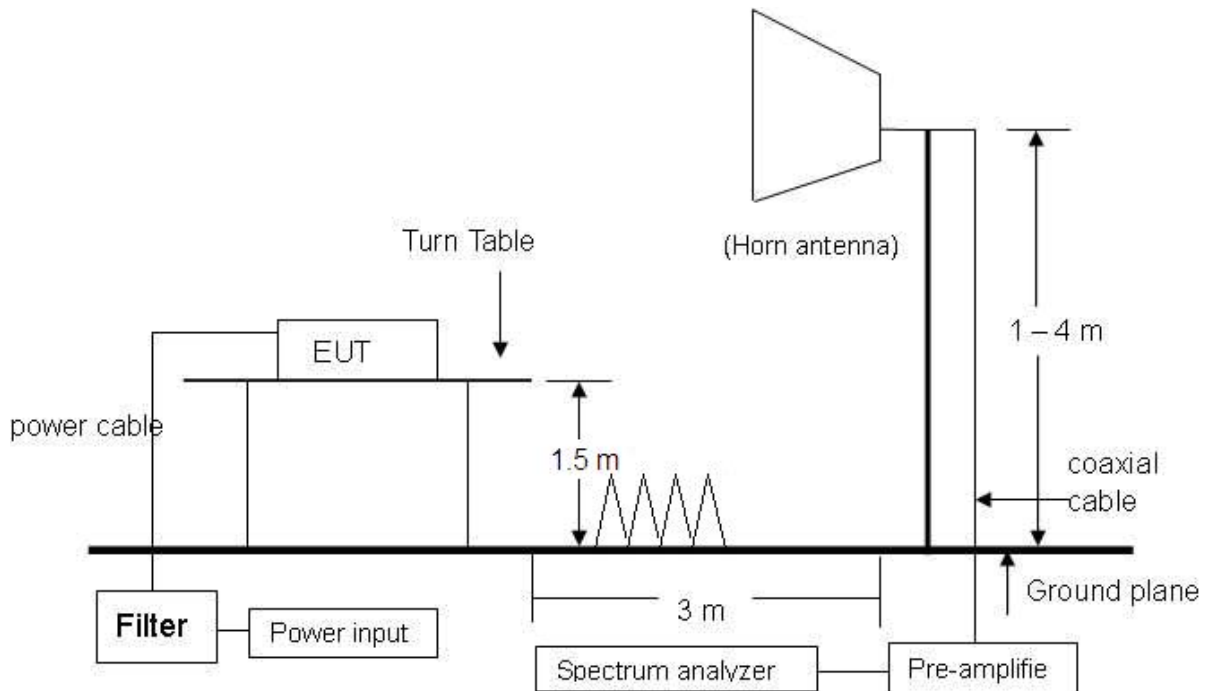 (Horn antenna)
Turn Table
1 – 4 m
EUT
power cable
1.5 m
coaxial
cable
Ground plane
3 m
Filter
Power input
Spectrum analyzer
Pre-amplifie